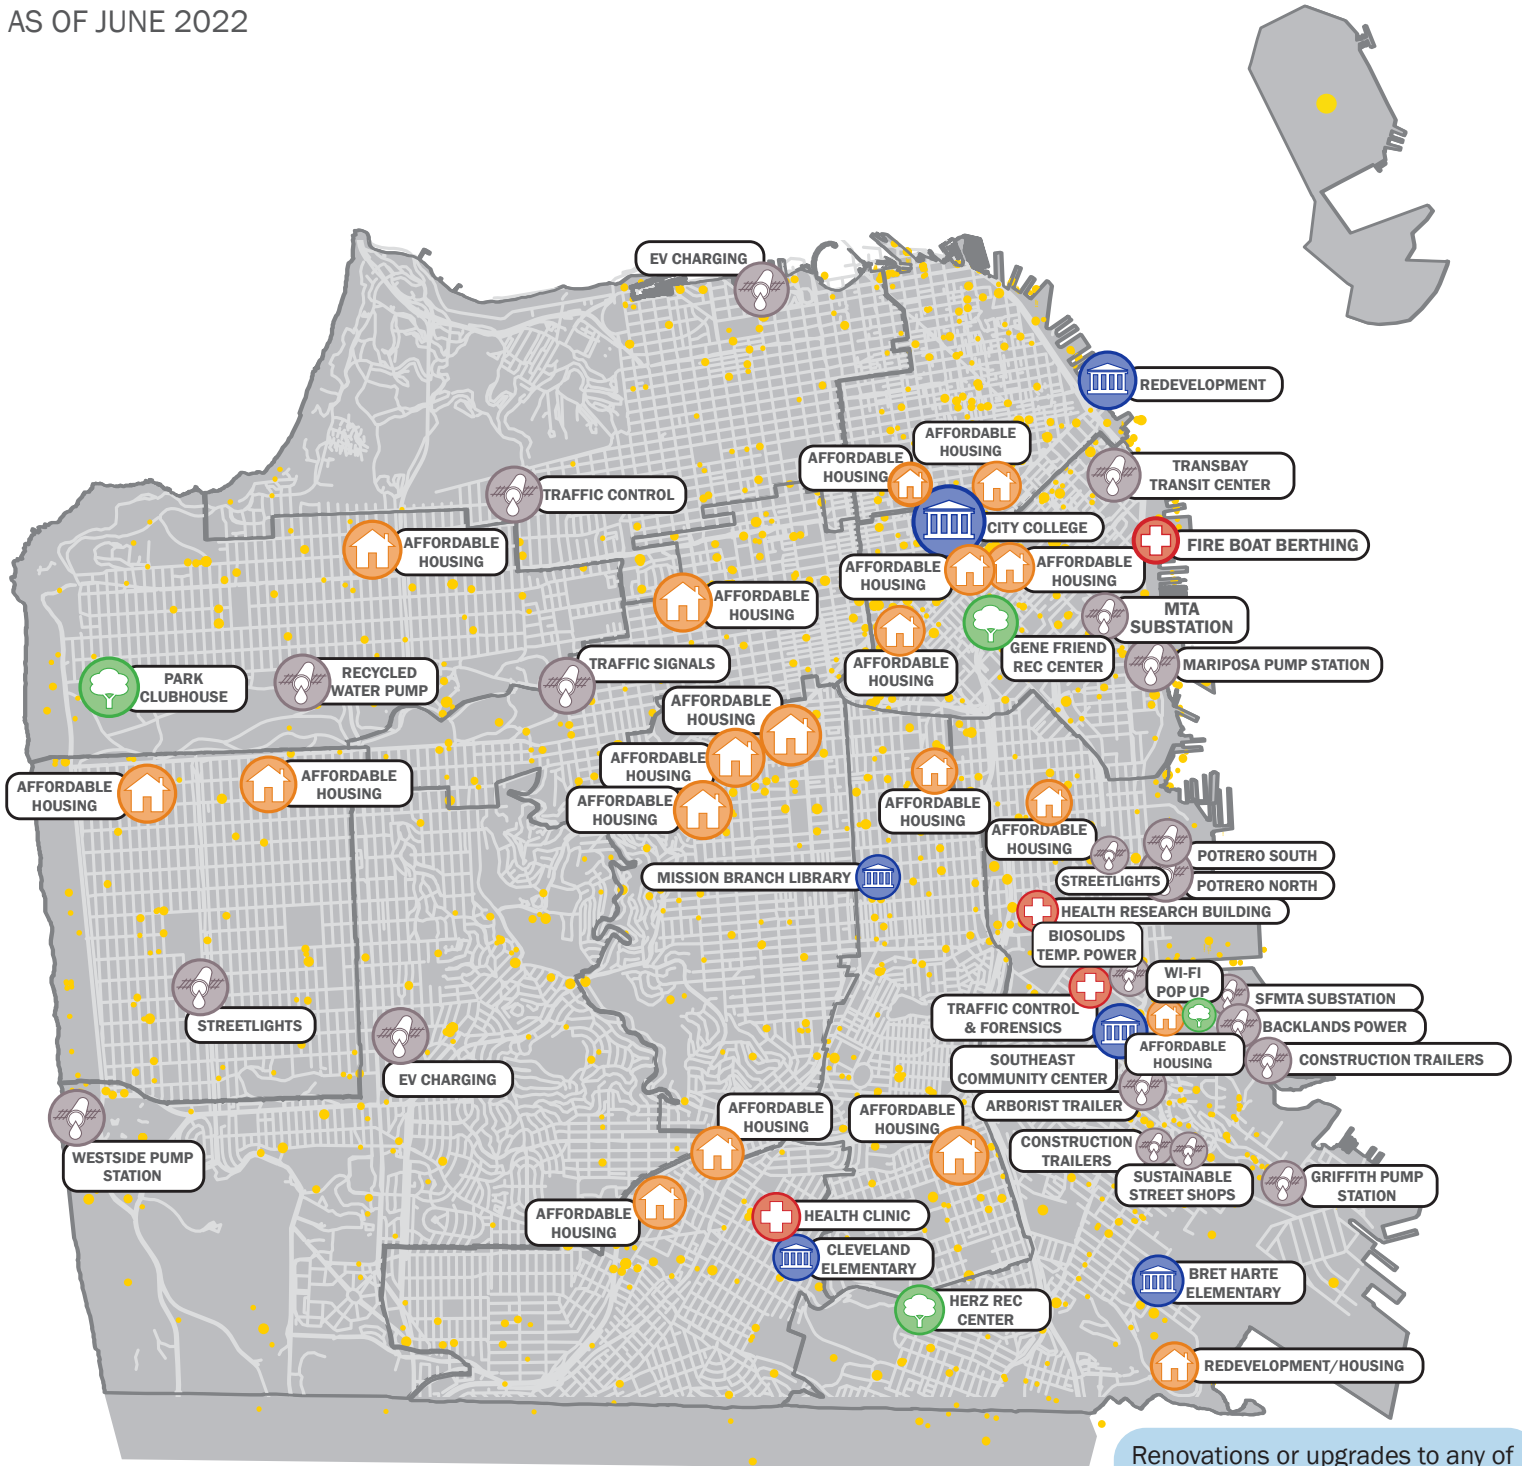 AS OF JUNE 2022
EV CHARGING
REDEVELOPMENT
AFFORDABLE
HOUSING
AFFORDABLE
HOUSING
TRANSBAY
TRANSIT CENTER
TRAFFIC CONTROL
CITY COLLEGE
AFFORDABLE
HOUSING
FIRE BOAT BERTHING
AFFORDABLE
HOUSING
AFFORDABLE
HOUSING
AFFORDABLE
HOUSING
MTA
SUBSTATION
GENE FRIEND
REC CENTER
TRAFFIC SIGNALS
AFFORDABLE
HOUSING
MARIPOSA PUMP STATION
PARK
CLUBHOUSE
RECYCLED
WATER PUMP
AFFORDABLE
HOUSING
AFFORDABLE
HOUSING
AFFORDABLE
HOUSING
AFFORDABLE
HOUSING
AFFORDABLE
HOUSING
AFFORDABLE
HOUSING
AFFORDABLE
HOUSING
POTRERO SOUTH
MISSION BRANCH LIBRARY
STREETLIGHTS
POTRERO NORTH
HEALTH RESEARCH BUILDING
BIOSOLIDS
TEMP. POWER
WI-FI
POP UP
SFMTA SUBSTATION
TRAFFIC CONTROL
& FORENSICS
STREETLIGHTS
BACKLANDS POWER
AFFORDABLE
HOUSING
CONSTRUCTION TRAILERS
SOUTHEAST
COMMUNITY CENTER
EV CHARGING
ARBORIST TRAILER
AFFORDABLE
HOUSING
AFFORDABLE
HOUSING
CONSTRUCTION
TRAILERS
WESTSIDE PUMP
STATION
SUSTAINABLE
STREET SHOPS
GRIFFITH PUMP
STATION
AFFORDABLE
HOUSING
HEALTH CLINIC
CLEVELAND
ELEMENTARY
BRET HARTE
ELEMENTARY
HERZ REC
CENTER
REDEVELOPMENT/HOUSING
Renovations or upgrades to any of